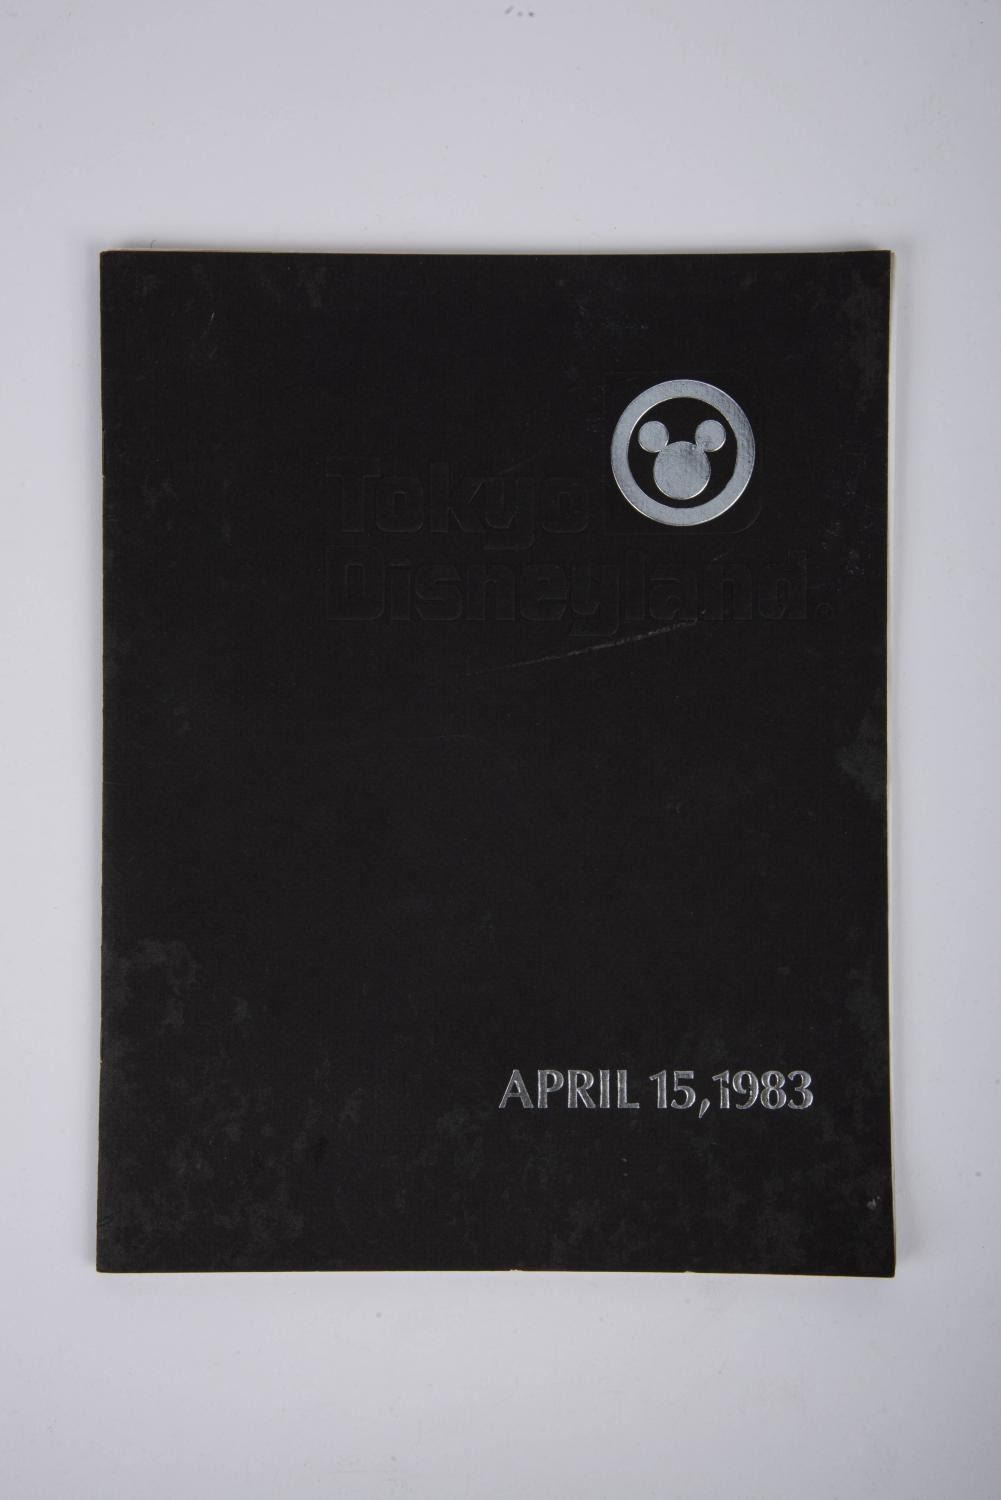 Tokyo
Disneyland®
APRIL 15, 1983